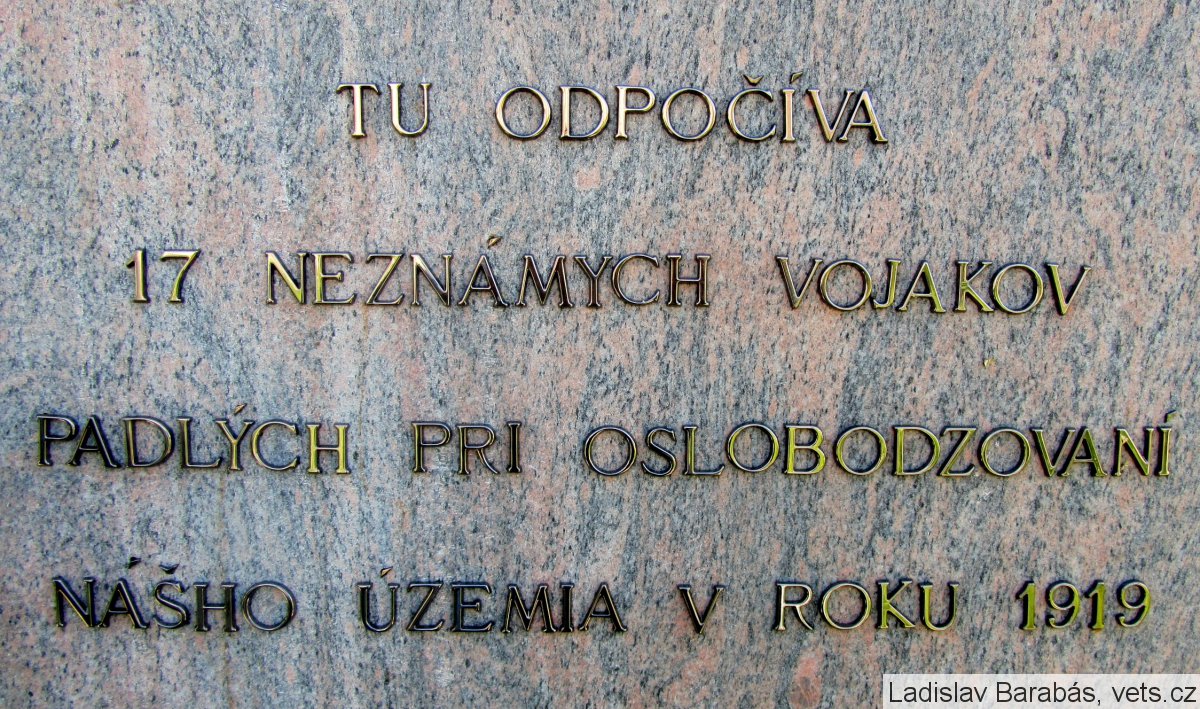 TU ODPOČÍVA
17 NEZNÁMYCH VOJAKOV
PADLÝCH PRI OSLOBODZOVANÍ
NÁŠHO ÚZEMIA V ROKU 1919
Ladislav Barabás, vets.cz